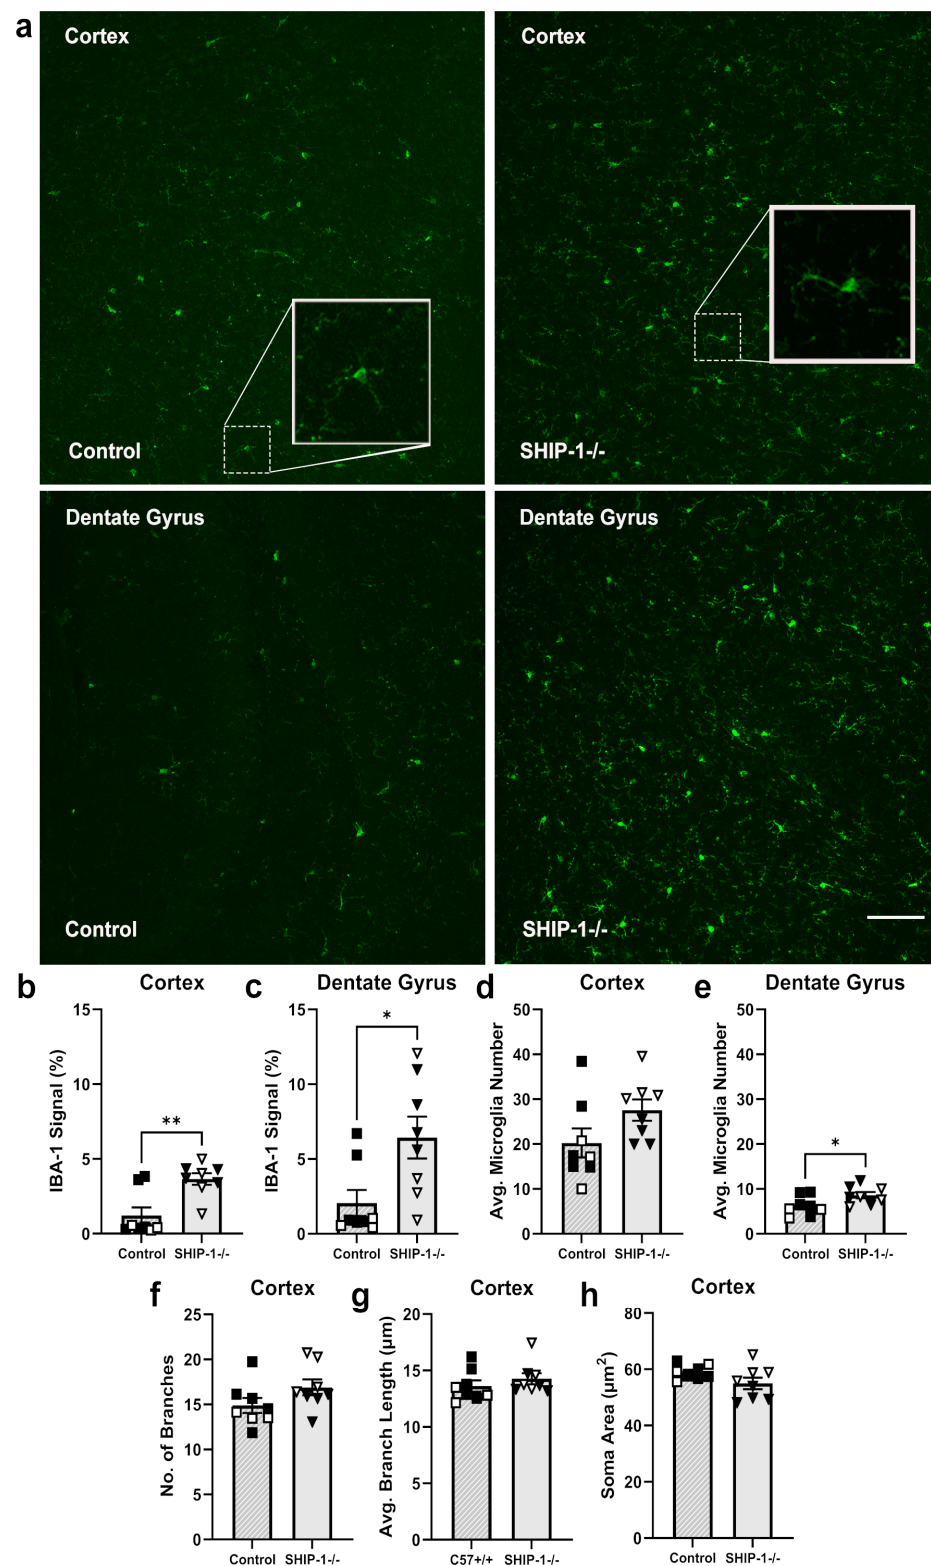 a
Cortex
Control
Cortex
SHIP-1-/-
Dentate Gyrus
Control
Dentate Gyrus
SHIP-1-/-
b
Cortex
IBA-1 Signal (%)
15
10
5
0
**
Control
SHIP-1-/-
c
Dentate Gyrus
IBA-1 Signal (%)
15
10
5
0
*
Control
SHIP-1-/-
d
Cortex
Avg. Microglia Number
50
40
30
20
10
0
Control
SHIP-1-/-
e
Dentate Gyrus
Avg. Microglia Number
50
40
30
20
10
0
*
Control
SHIP-1-/-
f
Cortex
No. of Branches
25
20
15
10
5
0
Control
SHIP-1-/-
g
Cortex
Avg. Branch Length (μm)
20
15
10
5
0
C57+/+
SHIP-1-/-
h
Cortex
Soma Area (μm²)
80
60
40
20
0
Control
SHIP-1-/-